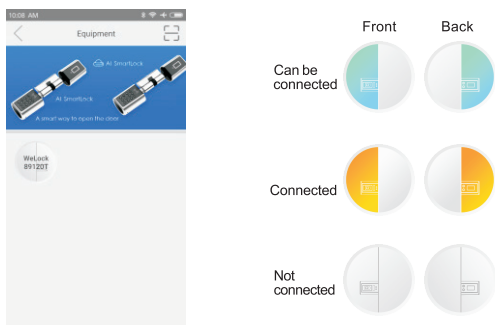 10:08 AM
Equipment
AI SmartLock
AI SmartLock
A smart way to open the door
WeLock
8912DT
Front Back
Can be
connected
Connected
Not
connected